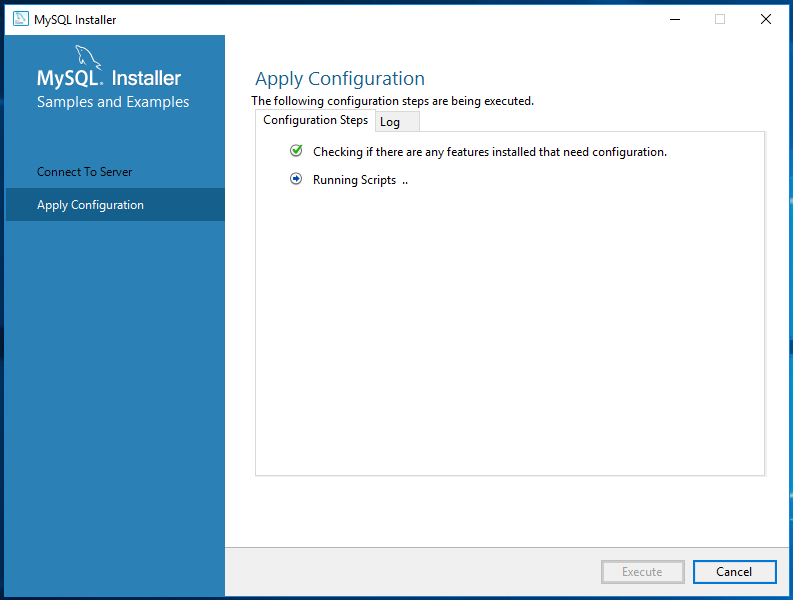 MySQL Installer
MySQL. Installer
Samples and Examples
Connect To Server
Apply Configuration
Apply Configuration
The following configuration steps are being executed.
Configuration Steps Log
Checking if there are any features installed that need configuration.
Running Scripts ..
Execute Cancel